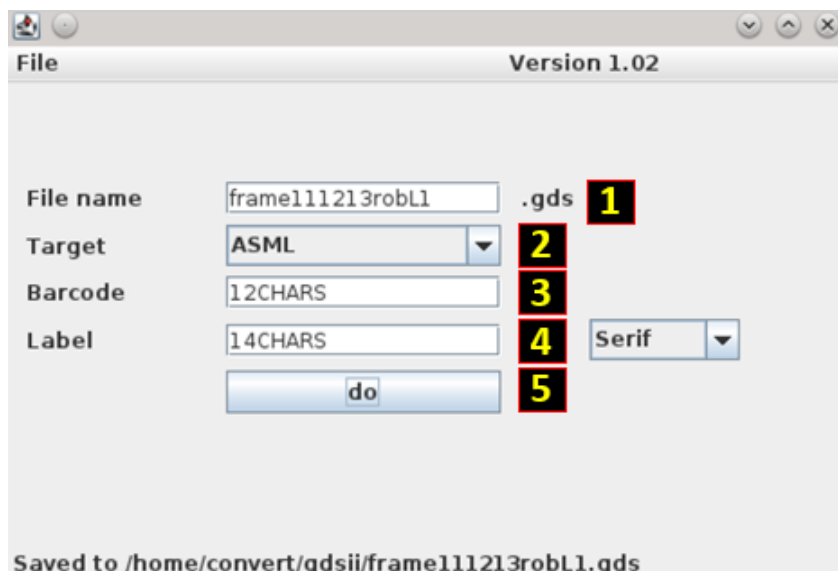 File Version 1.02
File name frame111213robL1 .gds 1
Target ASML 2
Barcode 12CHARS 3
Label 14CHARS 4 Serif
do 5
Saved to /home/convert/gdsii/frame111213robL1.gds